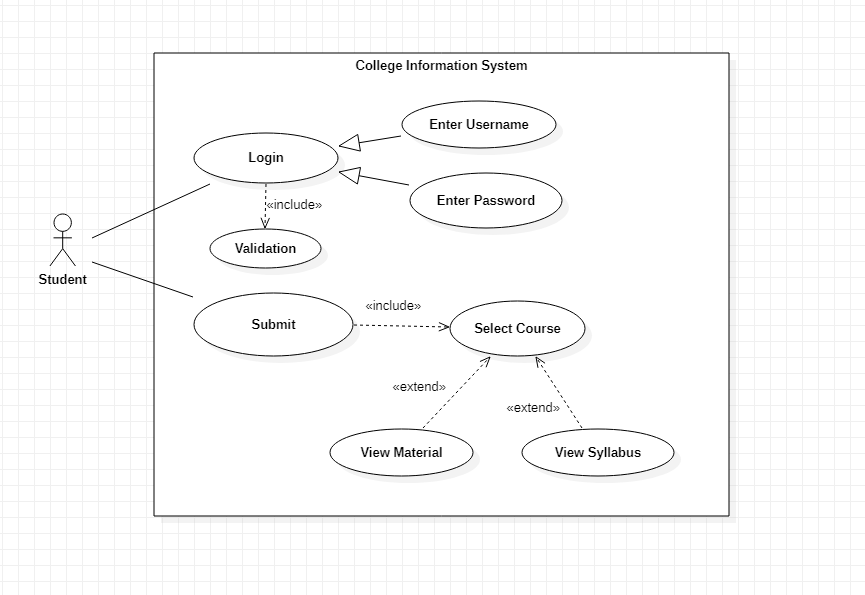 College Information System
Enter Username
Login
Enter Password
«include»
Validation
Student
«include»
Submit
Select Course
«extend»
«extend»
View Material
View Syllabus